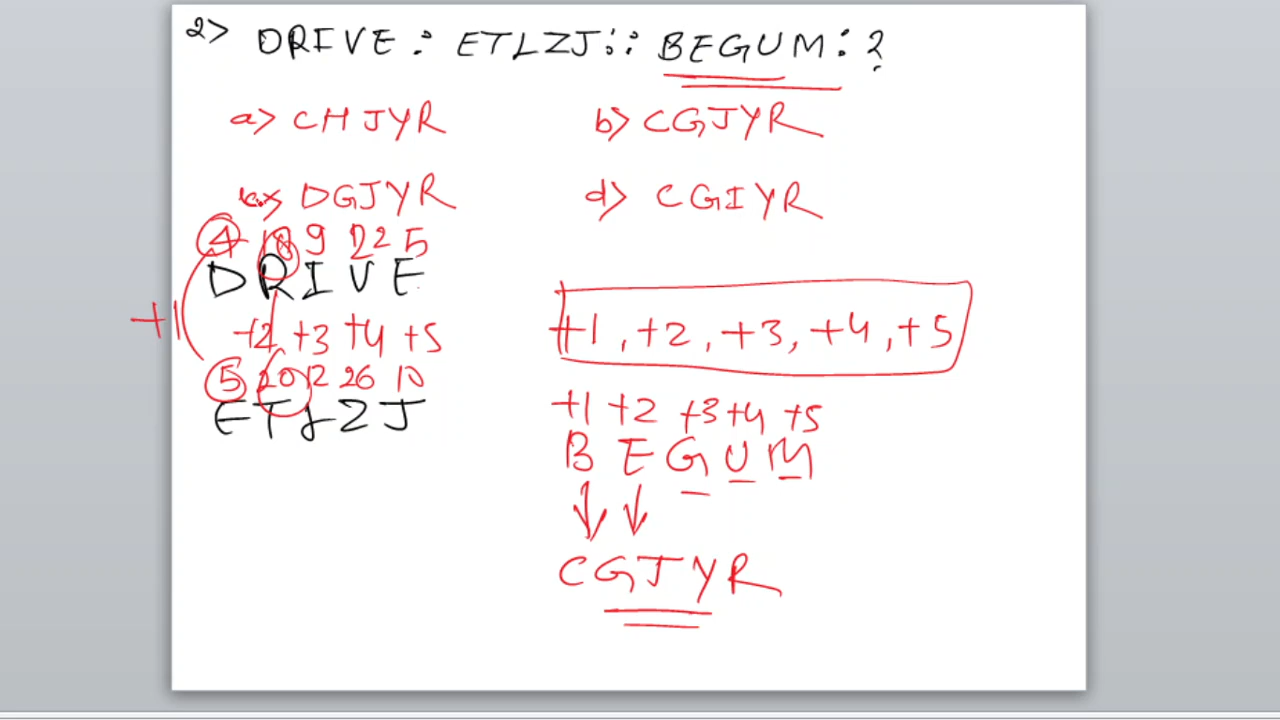 2> DRIVE : ETLZJ :: BEGUM : ?
a> CHJYR b> CGJYR
c> DGJYR d> CGIYR
4 18 9 22 5
DRIVE
+1 +2 +3 +4 +5 +1, +2, +3, +4, +5
5 20 12 26 10
ETLZJ
+1 +2 +3 +4 +5
BEGUM
CGJYR